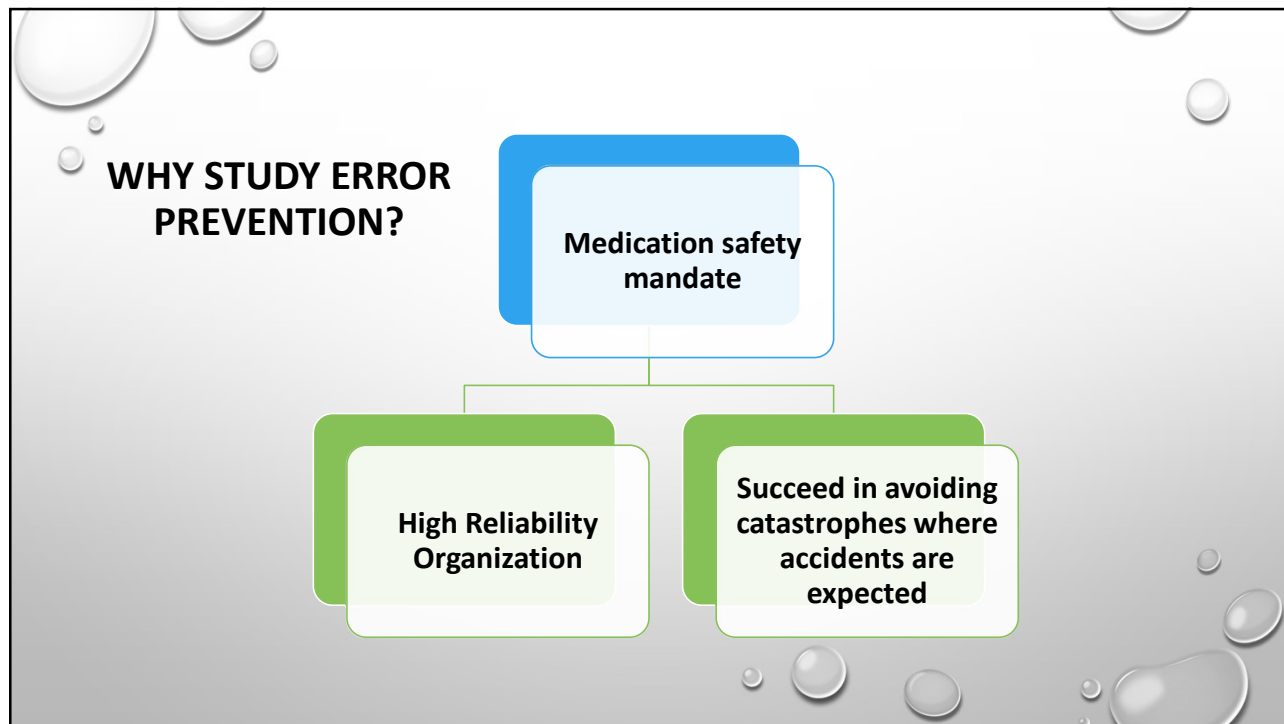 WHY STUDY ERROR
PREVENTION?
Medication safety
mandate
High Reliability
Organization
Succeed in avoiding
catastrophes where
accidents are
expected